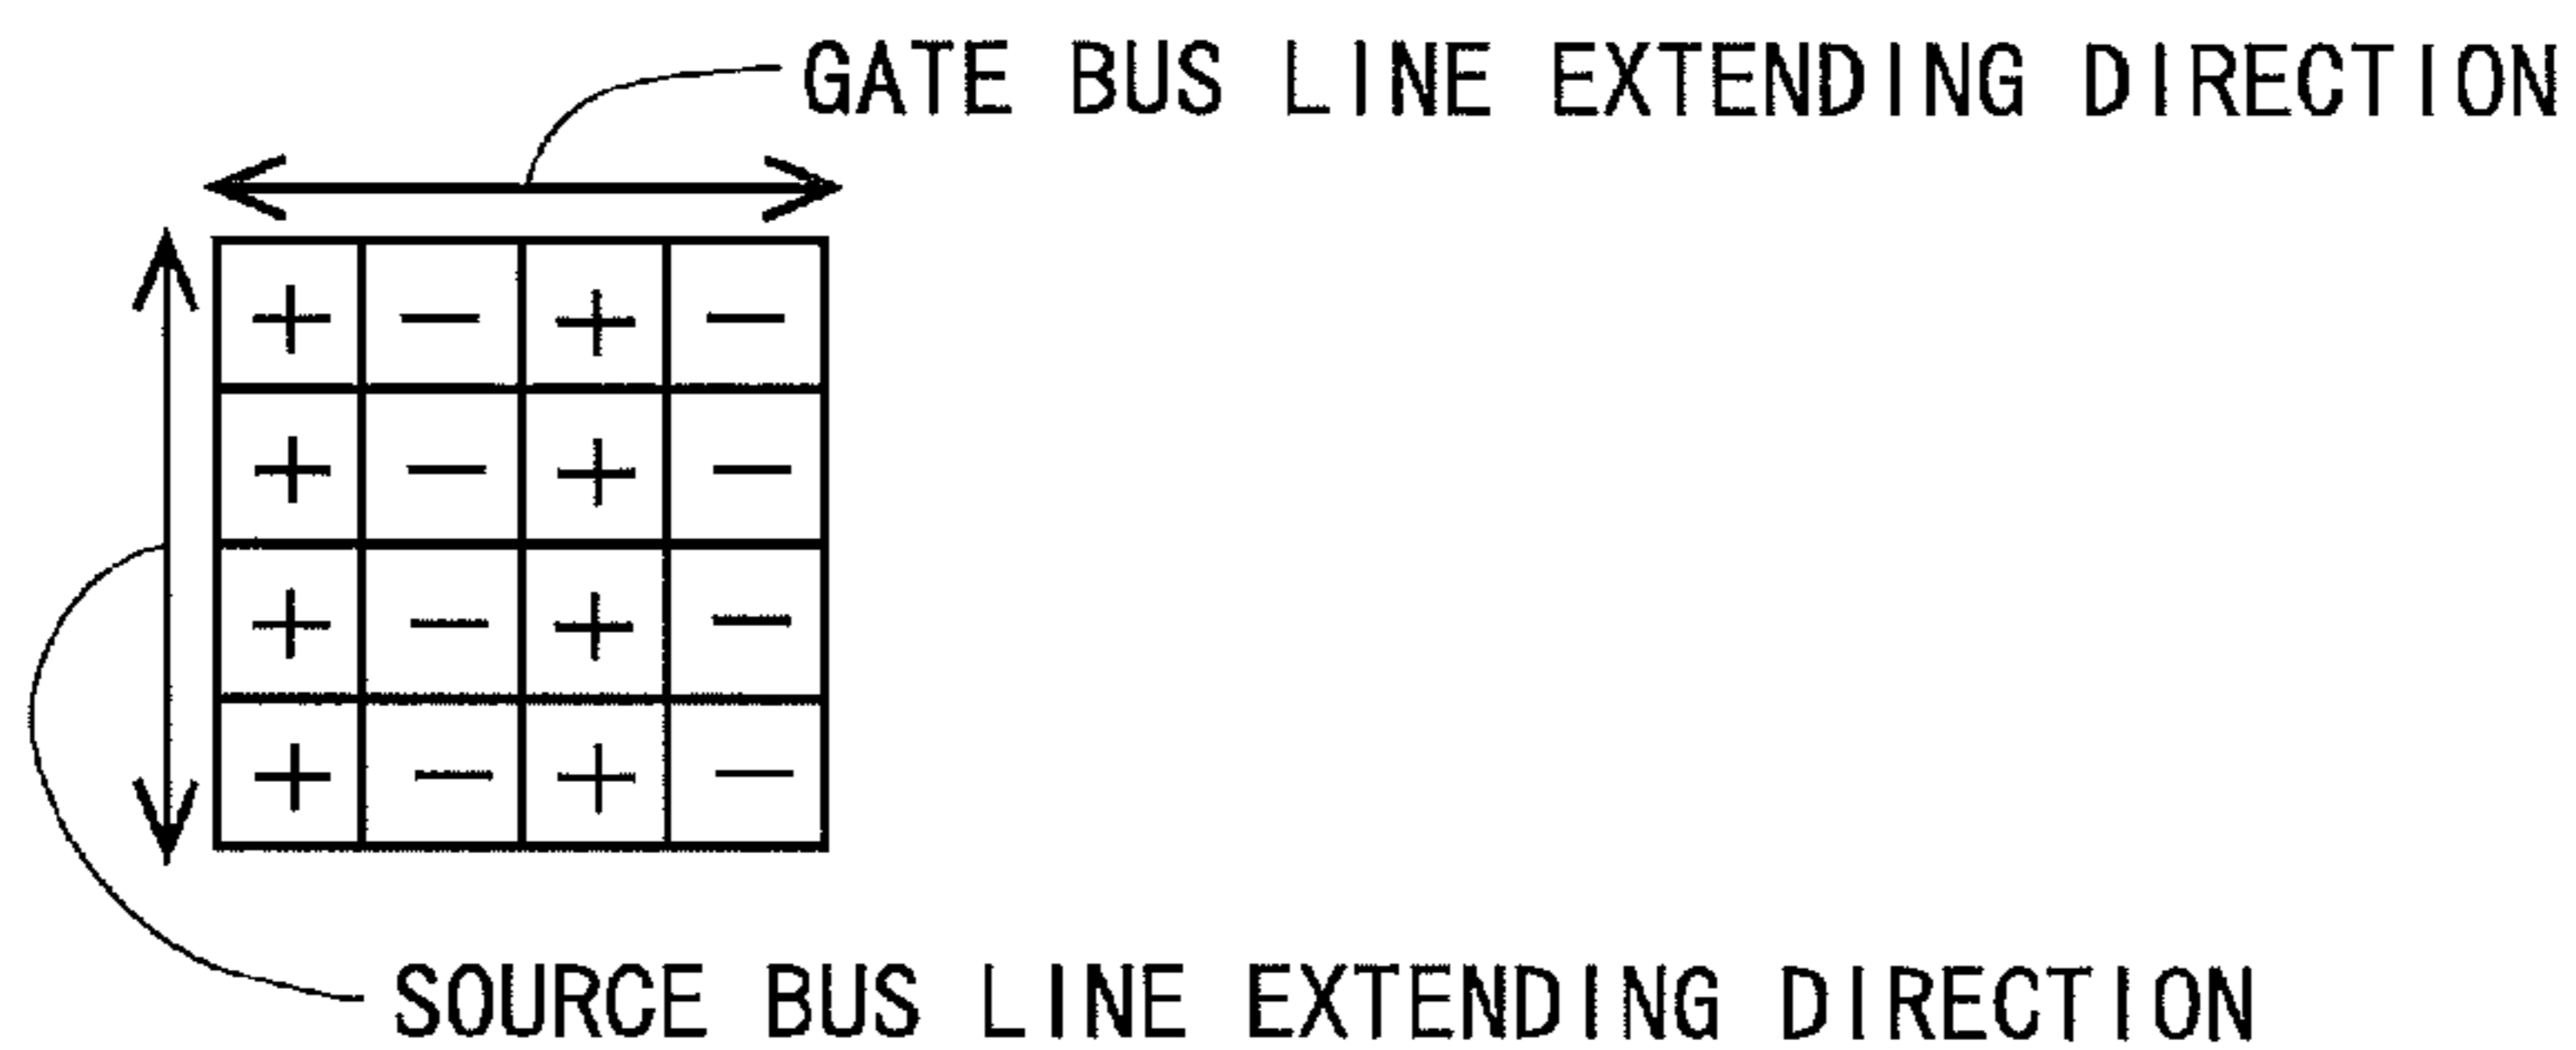 GATE BUS LINE EXTENDING DIRECTION
+ − + −
+ − + −
+ − + −
+ − + −
SOURCE BUS LINE EXTENDING DIRECTION